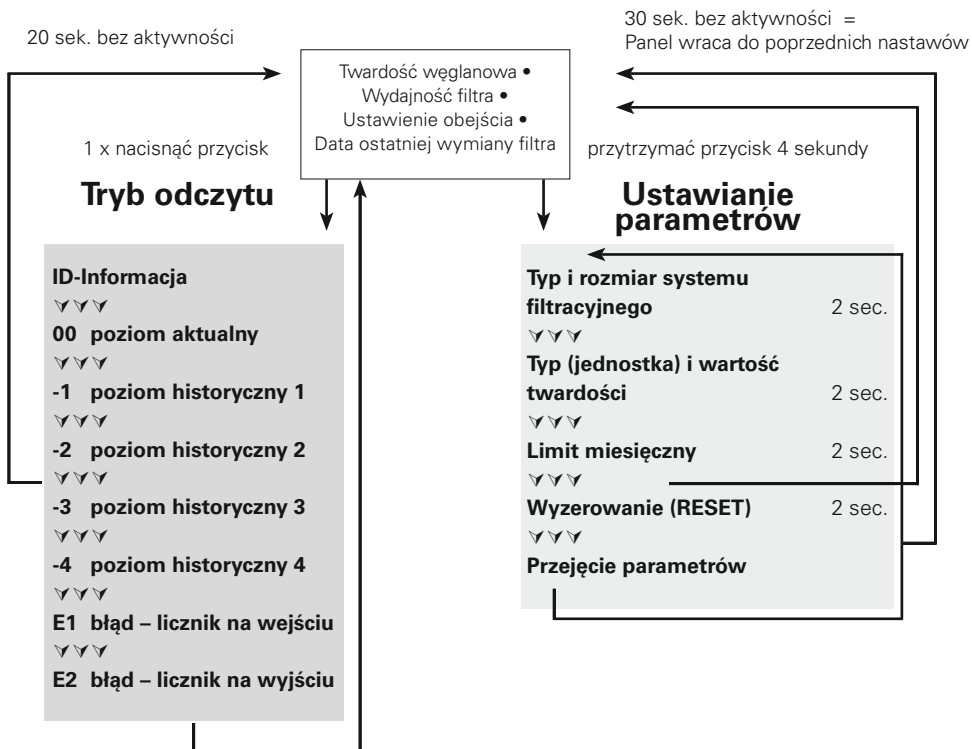 20 sek. bez aktywności
30 sek. bez aktywności =
Panel wraca do poprzednich nastawów
Twardość węglanowa •
Wydajność filtra •
Ustawienie obejścia •
Data ostatniej wymiany filtra
1 x nacisnąć przycisk
przytrzymać przycisk 4 sekundy
Tryb odczytu
ID-Informacja
00 poziom aktualny
-1 poziom historyczny 1
-2 poziom historyczny 2
-3 poziom historyczny 3
-4 poziom historyczny 4
E1 błąd – licznik na wejściu
E2 błąd – licznik na wyjściu
Ustawianie
parametrów
Typ i rozmiar systemu
filtracyjnego 2 sec.
Typ (jednostka) i wartość
twardości 2 sec.
Limit miesięczny 2 sec.
Wyzerowanie (RESET) 2 sec.
Przejęcie parametrów